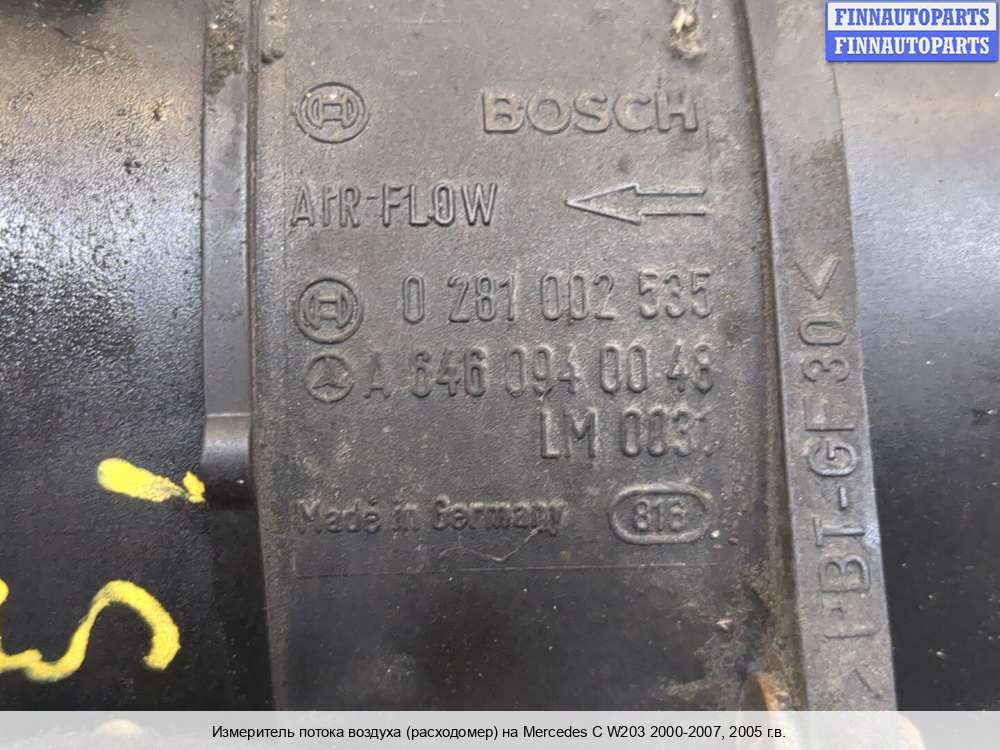 FINNAUTOPARTS
FINNAUTOPARTS
BOSCH
AIR FLOW
0 281 002 535
A 646 094 00 48
LM 0031
Made in Germany 816
>PBT-GF30<
Измеритель потока воздуха (расходомер) на Mercedes C W203 2000-2007, 2005 г.в.